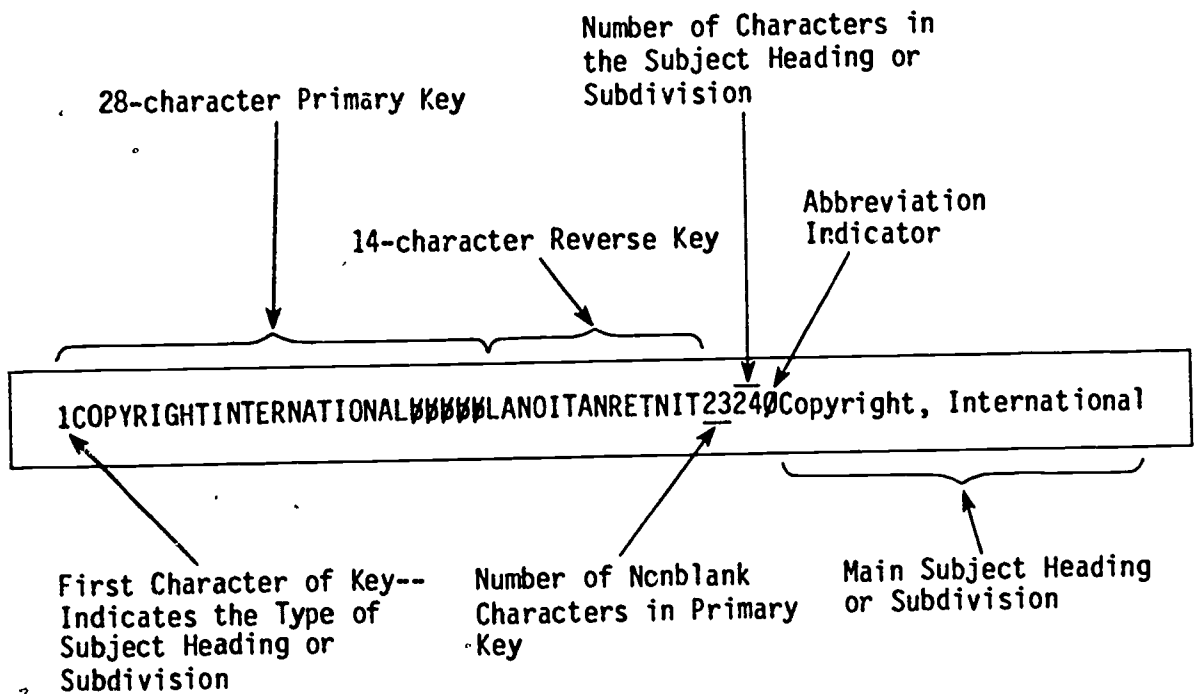 Number of Characters in
the Subject Heading or
Subdivision
28-character Primary Key
Abbreviation
Indicator
14-character Reverse Key
1COPYRIGHTINTERNATIONALɃɃɃɃɃLANOITANRETNIT23240Copyright, International
First Character of Key--
Indicates the Type of
Subject Heading or
Subdivision
Number of Ncnblank
Characters in Primary
Key
Main Subject Heading
or Subdivision